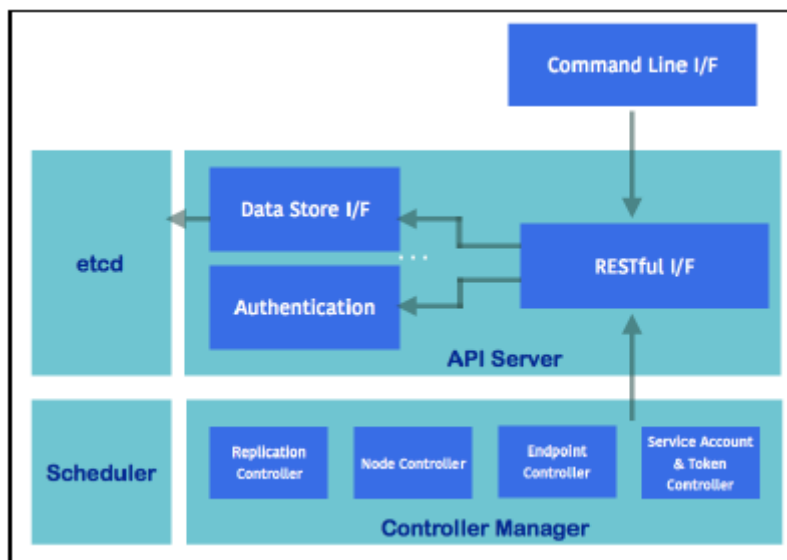 Command Line I/F
Data Store I/F
etcd
...
RESTful I/F
Authentication
API Server
Replication
Controller
Node Controller
Endpoint
Controller
Service Account
& Token
Controller
Scheduler
Controller Manager